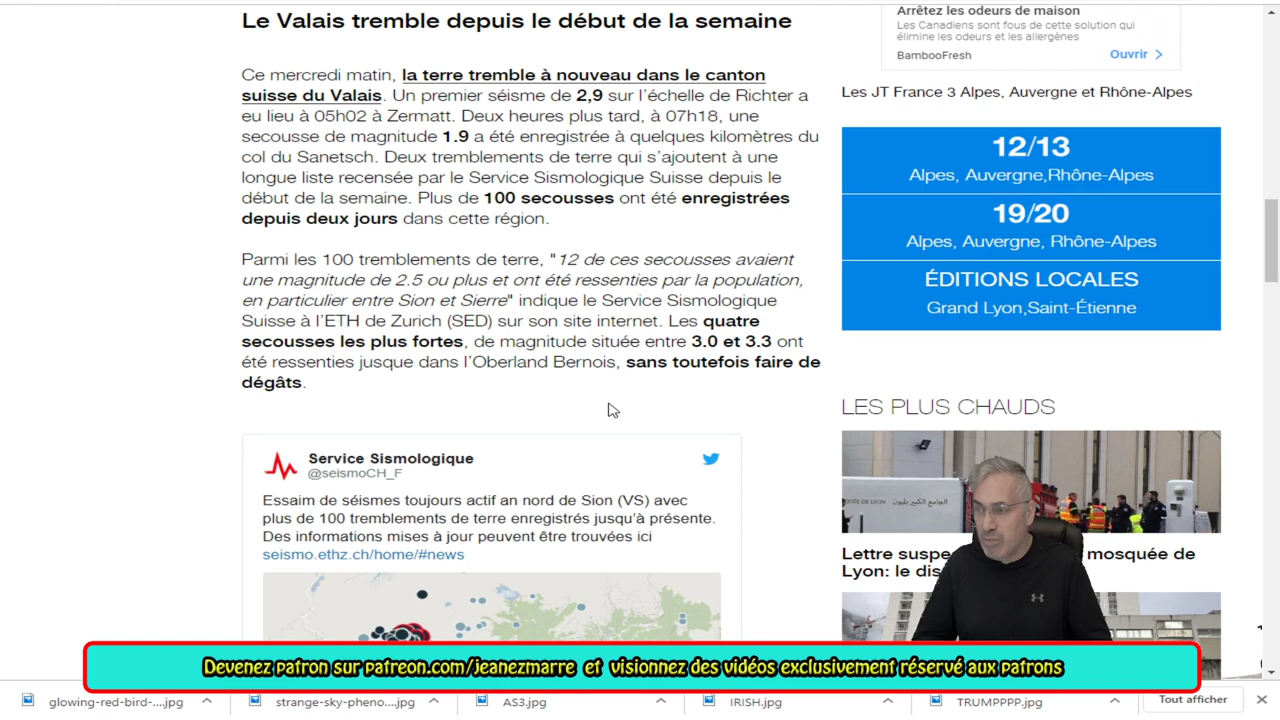 Le Valais tremble depuis le début de la semaine
Ce mercredi matin, la terre tremble à nouveau dans le canton
suisse du Valais. Un premier séisme de 2,9 sur l'échelle de Richter a
eu lieu à 05h02 à Zermatt. Deux heures plus tard, à 07h18, une
secousse de magnitude 1.9 a été enregistrée à quelques kilomètres du
col du Sanetsch. Deux tremblements de terre qui s'ajoutent à une
longue liste recensée par le Service Sismologique Suisse depuis le
début de la semaine. Plus de 100 secousses ont été enregistrées
depuis deux jours dans cette région.
Parmi les 100 tremblements de terre, "12 de ces secousses avaient
une magnitude de 2.5 ou plus et ont été ressenties par la population,
en particulier entre Sion et Sierre" indique le Service Sismologique
Suisse à l'ETH de Zurich (SED) sur son site internet. Les quatre
secousses les plus fortes, de magnitude située entre 3.0 et 3.3 ont
été ressenties jusque dans l'Oberland Bernois, sans toutefois faire de
dégâts.
Service Sismologique
@seismoCH_F
Essaim de séismes toujours actif an nord de Sion (VS) avec
plus de 100 tremblements de terre enregistrés jusqu'à présente.
Des informations mises à jour peuvent être trouvées ici
seismo.ethz.ch/home/#news
Arrêtez les odeurs de maison
Les Canadiens sont fous de cette solution qui
élimine les odeurs et les allergènes
BambooFresh
Ouvrir >
Les JT France 3 Alpes, Auvergne et Rhône-Alpes
12/13
Alpes, Auvergne,Rhône-Alpes
19/20
Alpes, Auvergne, Rhône-Alpes
ÉDITIONS LOCALES
Grand Lyon,Saint-Étienne
LES PLUS CHAUDS
الجامع الكبير بليون
QUÉE DE LYON
Lettre suspe mosquée de
Lyon: le dis
Devenez patron sur patreon.com/jeanezmarre et visionnez des vidéos exclusivement réservé aux patrons
glowing-red-bird-....jpg
strange-sky-pheno....jpg
AS3.jpg
IRISH.jpg
TRUMPPPP.jpg
Tout afficher